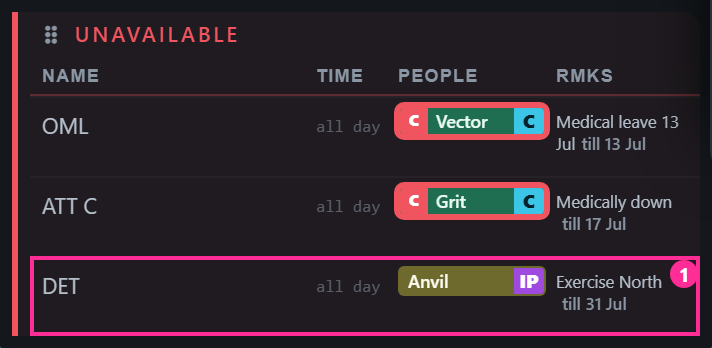 UNAVAILABLE
NAME TIME PEOPLE RMKS
OML all day C Vector C Medical leave 13
Jul till 13 Jul
ATT C all day C Grit C Medically down
till 17 Jul
1
DET all day Anvil IP Exercise North
till 31 Jul